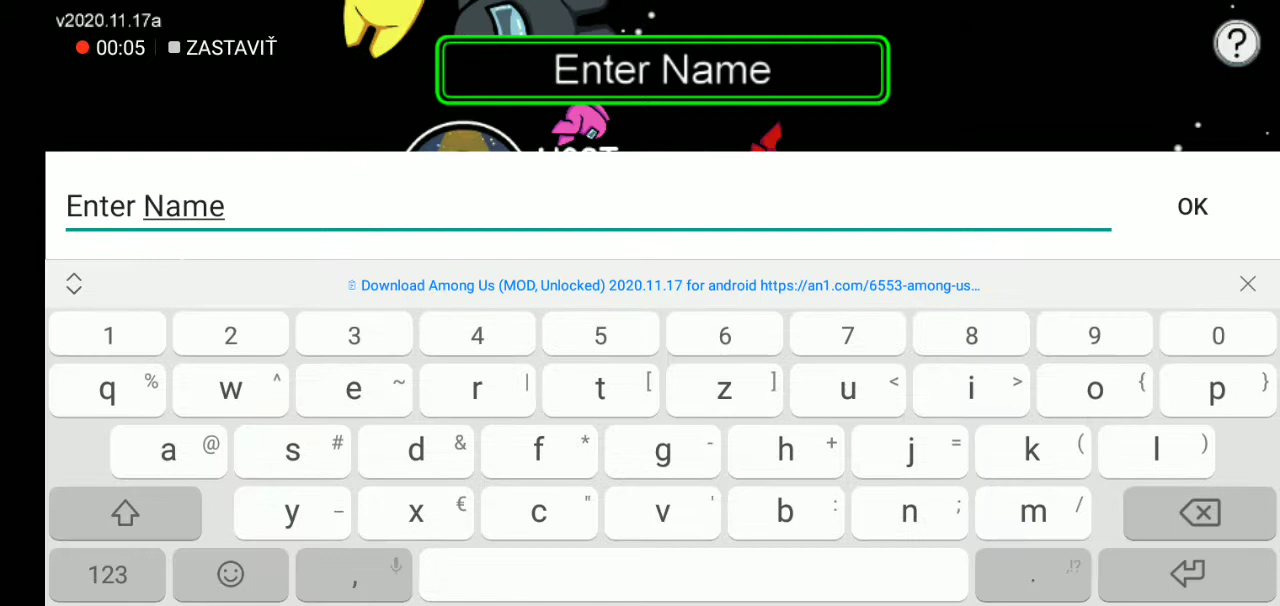 v2020.11.17a
00:05 ZASTAVIŤ
Enter Name
?
Enter Name
OK
Download Among Us (MOD, Unlocked) 2020.11.17 for android https://an1.com/6553-among-us...
1 2 3 4 5 6 7 8 9 0
q % w ^ e ~ r | t [ z ] u < i > o { p }
a @ s # d & f * g - h + j = k ( l )
y _ x € c " v ' b : n ; m /
123 , . ,!?